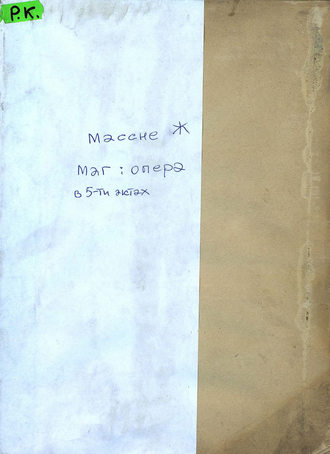 P.K.
Массне Ж
Маг : опера
в 5-ти актах